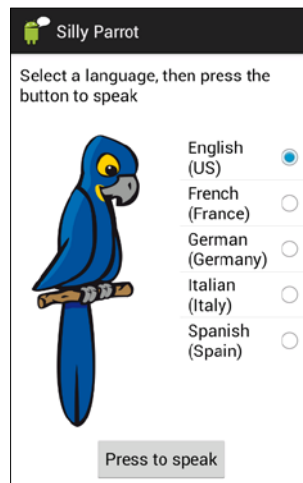 Silly Parrot
Select a language, then press the
button to speak
English
(US)
French
(France)
German
(Germany)
Italian
(Italy)
Spanish
(Spain)
Press to speak